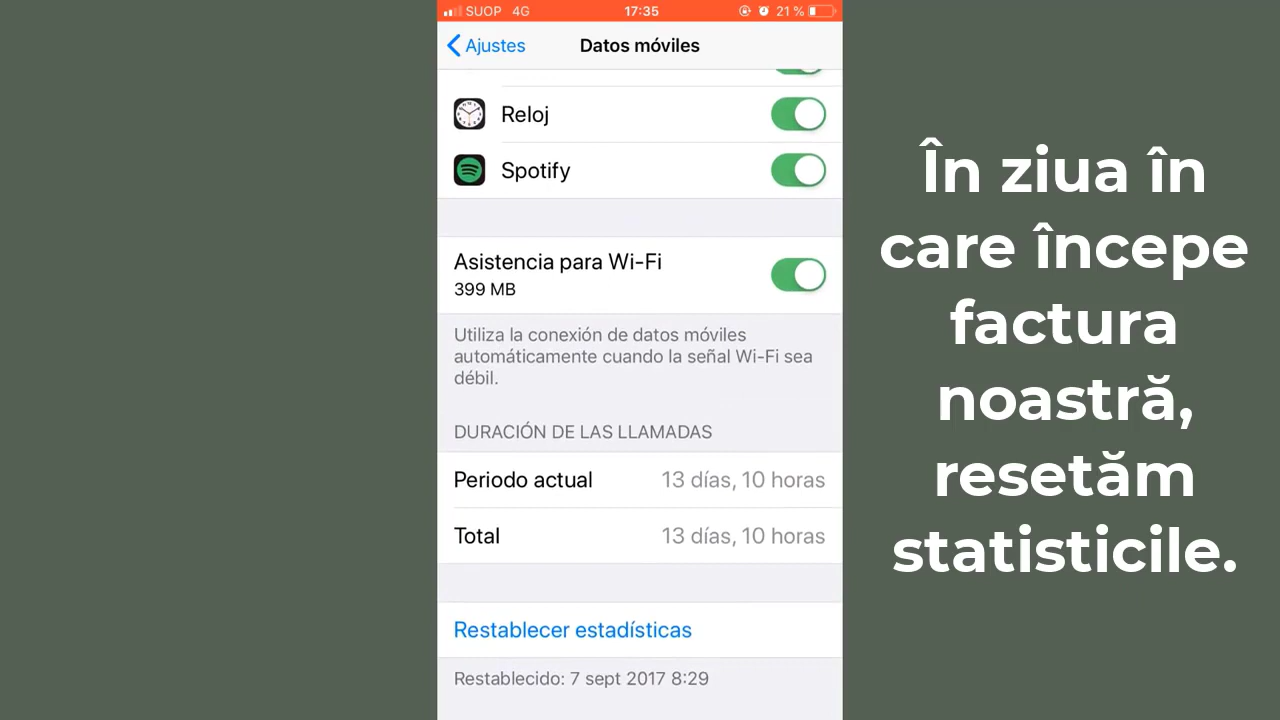 SUOP 4G 17:35 21 %
Ajustes Datos móviles
Reloj
Spotify
Asistencia para Wi-Fi
399 MB
Utiliza la conexión de datos móviles
automáticamente cuando la señal Wi-Fi sea
débil.
DURACIÓN DE LAS LLAMADAS
Periodo actual 13 días, 10 horas
Total 13 días, 10 horas
Restablecer estadísticas
Restablecido: 7 sept 2017 8:29
În ziua în
care începe
factura
noastră,
resetăm
statisticile.